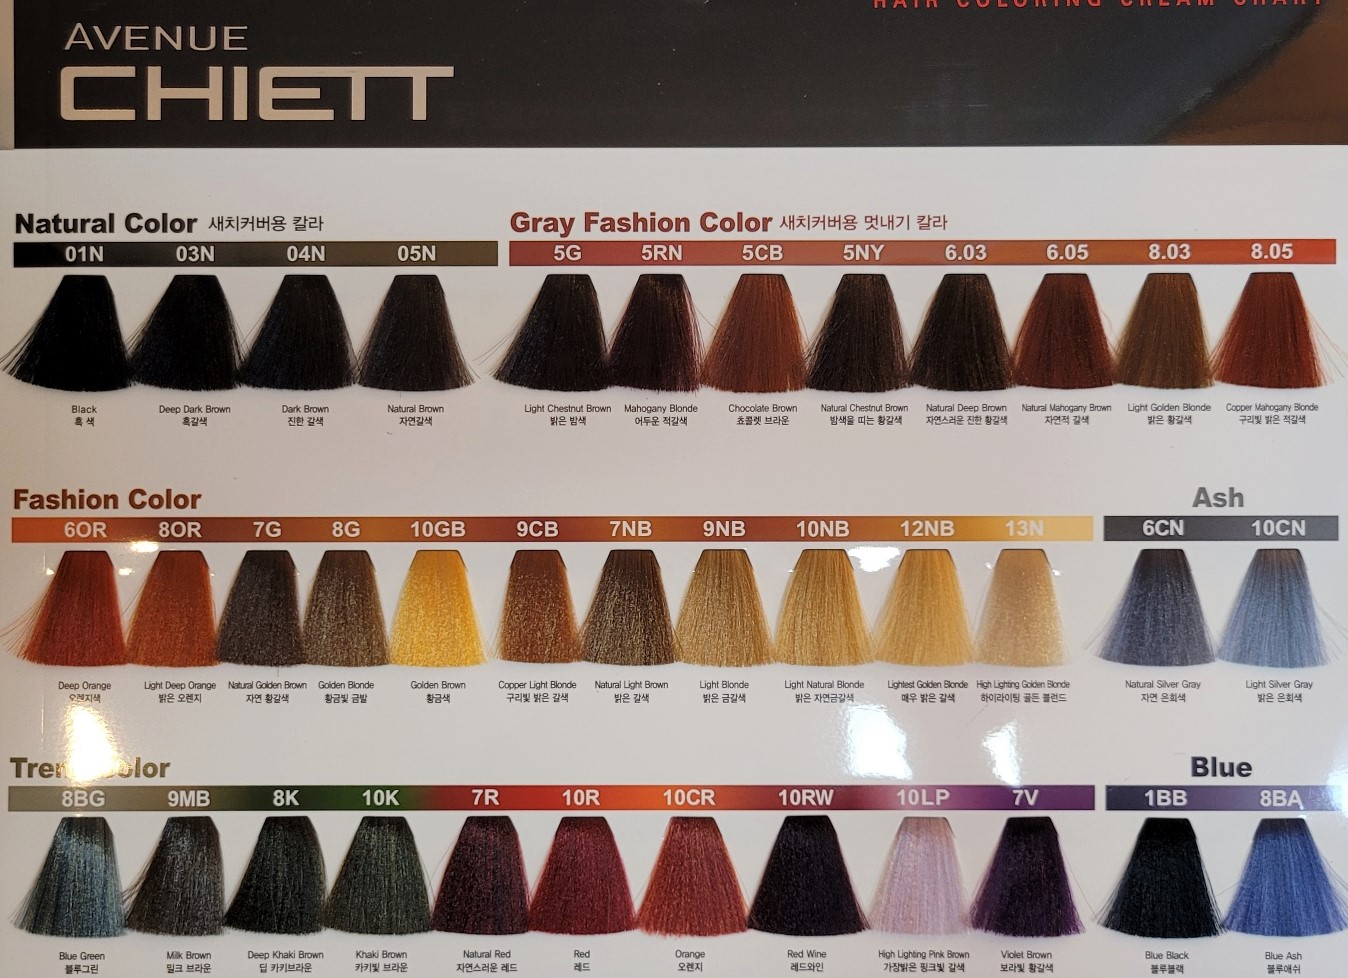 HAIR COLORING CREAM CHART
AVENUE
CHIETT
Natural Color 새치커버용 칼라
01N 03N 04N 05N
Black Deep Dark Brown Dark Brown Natural Brown
흑 색 흑갈색 진한 갈색 자연갈색
Gray Fashion Color 새치커버용 멋내기 칼라
5G 5RN 5CB 5NY 6.03 6.05 8.03 8.05
Light Chestnut Brown Mahogany Blonde Chocolate Brown Natural Chestnut Brown Natural Deep Brown Natural Mahogany Brown Light Golden Blonde Copper Mahogany Blonde
밝은 밤색 어두운 적갈색 쵸콜렛 브라운 밤색을 띠는 황갈색 자연스러운 진한 황갈색 자연적 갈색 밝은 황갈색 구리빛 밝은 적갈색
Fashion Color
6OR 8OR 7G 8G 10GB 9CB 7NB 9NB 10NB 12NB 13N
Deep Orange Light Deep Orange Natural Golden Brown Golden Blonde Golden Brown Copper Light Blonde Natural Light Brown Light Blonde Light Natural Blonde Lightest Golden Blonde High Lighting Golden Blonde
오렌지색 밝은 오렌지 자연 황갈색 황금빛 금발 황금색 구리빛 밝은 갈색 밝은 갈색 밝은 금갈색 밝은 자연금갈색 매우 밝은 갈색 하이라이팅 골든 블런드
Ash
6CN 10CN
Natural Silver Gray Light Silver Gray
자연 은회색 밝은 은회색
Trend Color
8BG 9MB 8K 10K 7R 10R 10CR 10RW 10LP 7V
Blue Green Milk Brown Deep Khaki Brown Khaki Brown Natural Red Red Orange Red Wine High Lighting Pink Brown Violet Brown
블루그린 밀크 브라운 딥 카키브라운 카키빛 브라운 자연스러운 레드 레드 오렌지 레드와인 가장밝은 핑크빛 갈색 보라빛 황갈색
Blue
1BB 8BA
Blue Black Blue Ash
블루블랙 블루애쉬